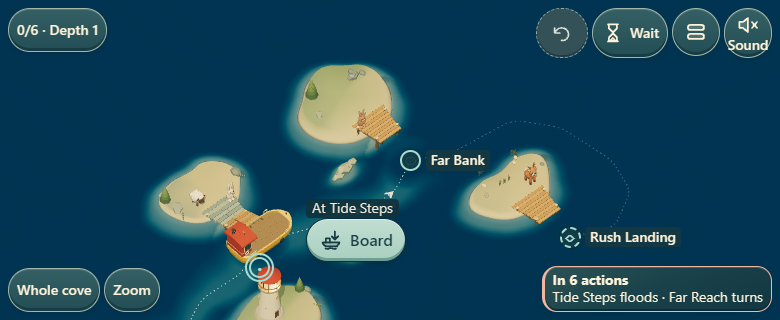 0/6 · Depth 1
Wait
Sound
Far Bank
At Tide Steps
Board
Rush Landing
Whole cove
Zoom
In 6 actions
Tide Steps floods · Far Reach turns